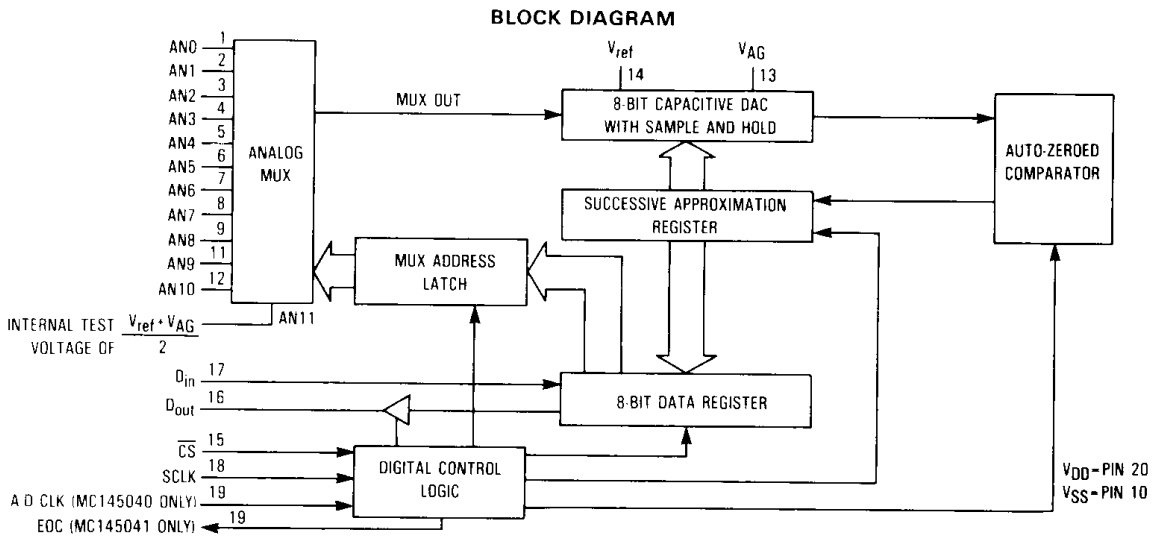 BLOCK DIAGRAM
AN0 1
AN1 2
AN2 3
AN3 4
AN4 5
AN5 6
AN6 7
AN7 8
AN8 9
AN9 11
AN10 12
ANALOG
MUX
AN11
INTERNAL TEST
VOLTAGE OF
Vref + VAG
2
MUX OUT
Vref
14
VAG
13
8-BIT CAPACITIVE DAC
WITH SAMPLE AND HOLD
AUTO-ZEROED
COMPARATOR
SUCCESSIVE APPROXIMATION
REGISTER
MUX ADDRESS
LATCH
Din 17
Dout 16
8-BIT DATA REGISTER
CS 15
SCLK 18
A D CLK (MC145040 ONLY) 19
EOC (MC145041 ONLY) 19
DIGITAL CONTROL
LOGIC
VDD = PIN 20
VSS = PIN 10